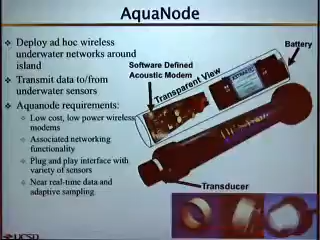 AquaNode
Deploy ad hoc wireless
underwater networks around
island
Transmit data to/from
underwater sensors
Aquanode requirements:
Low cost, low power wireless
modems
Associated networking
functionality
Plug and play interface with
variety of sensors
Near real-time data and
adaptive sampling
Software Defined
Acoustic Modem
Transparent View
Battery
Transducer
UCSD